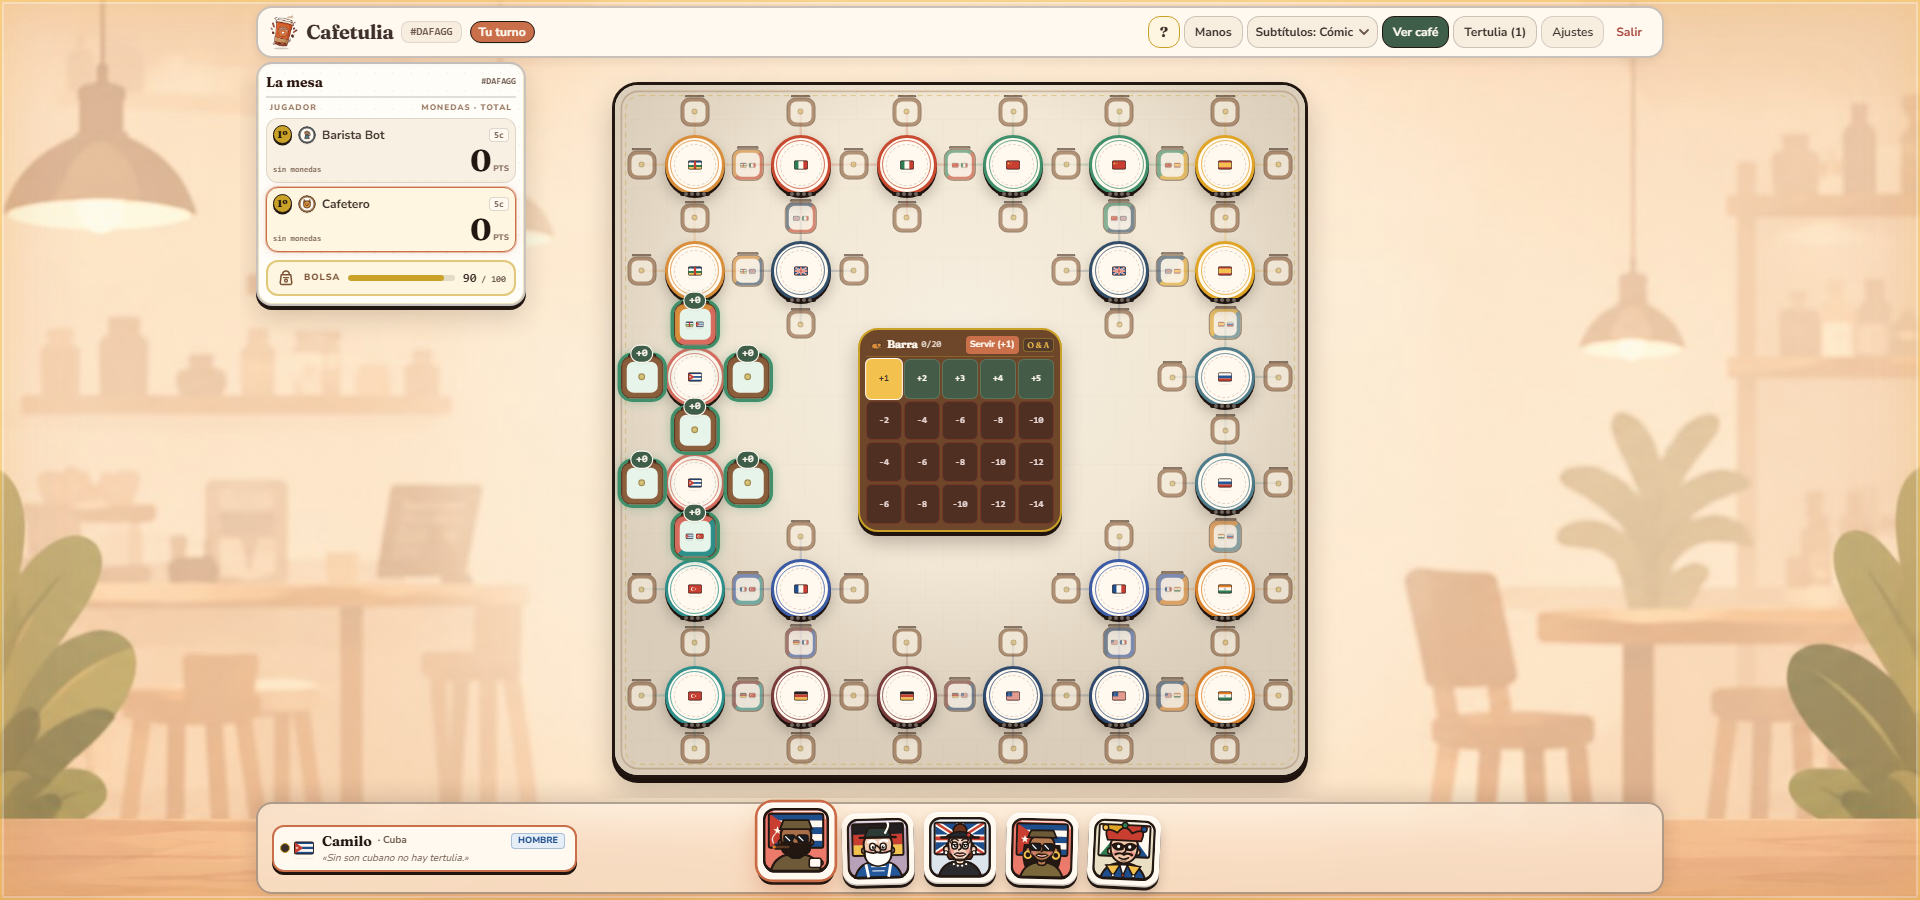 Cafetulia #DAFAGG Tu turno
? Manos Subtítulos: Cómic Ver café Tertulia (1) Ajustes Salir
La mesa #DAFAGG
JUGADOR MONEDAS · TOTAL
1º Barista Bot 5c
sin monedas 0 PTS
1º Cafetero 5c
sin monedas 0 PTS
BOLSA 90 / 100
+0
+0 +0
+0
+0 +0
+0
Barra 0/20 Servir (+1) O & A
+1 +2 +3 +4 +5
-2 -4 -6 -8 -10
-4 -6 -8 -10 -12
-6 -8 -10 -12 -14
Camilo · Cuba HOMBRE
«Sin son cubano no hay tertulia.»